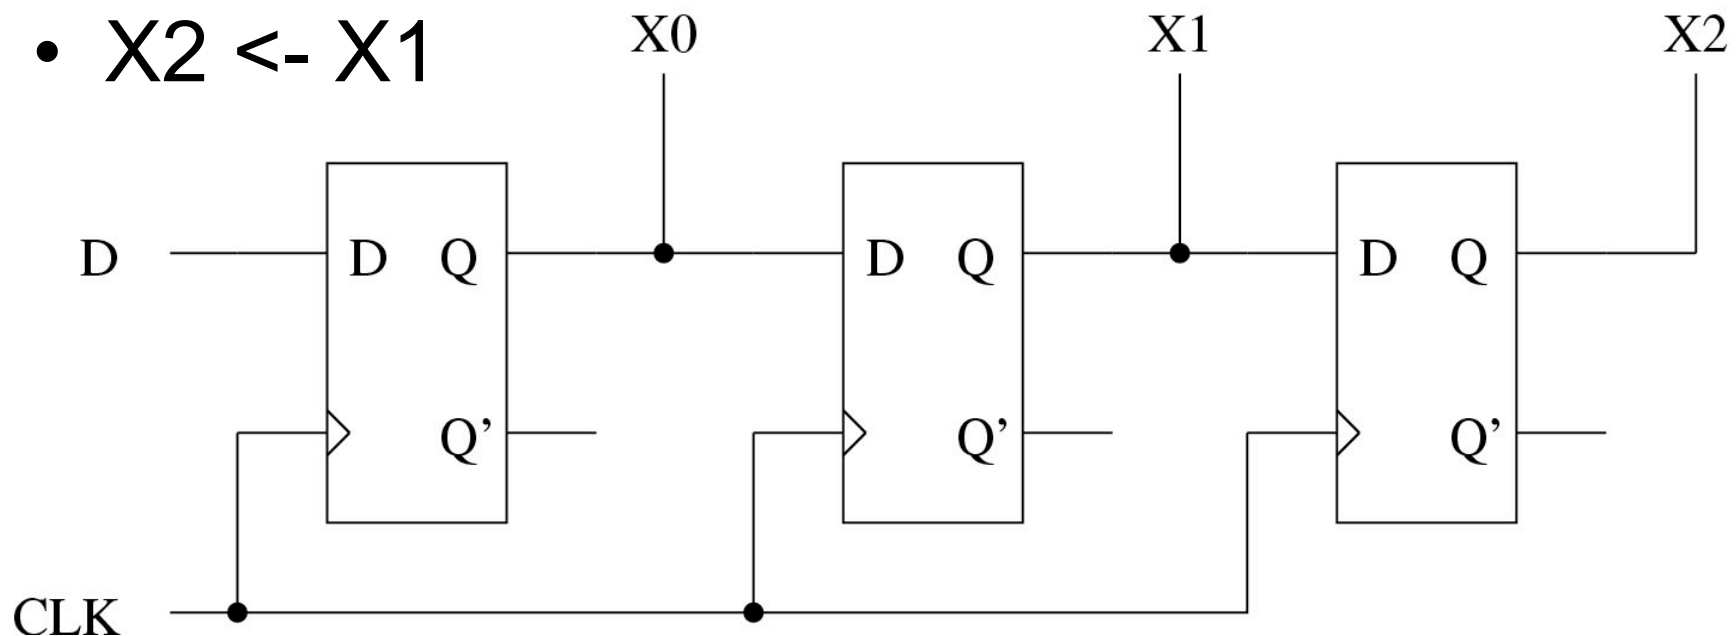 • X2 <- X1
X0 X1 X2
D D Q D Q D Q
Q’ Q’ Q’
CLK